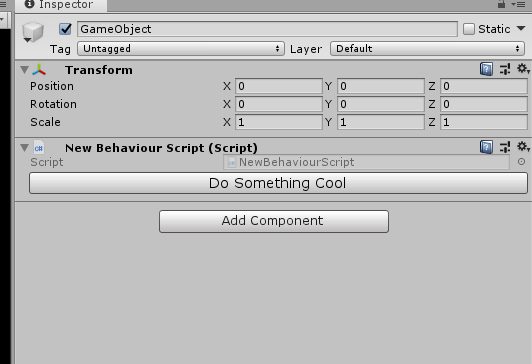 Inspector
GameObject
Static
Tag Untagged Layer Default
Transform
Position X 0 Y 0 Z 0
Rotation X 0 Y 0 Z 0
Scale X 1 Y 1 Z 1
New Behaviour Script (Script)
Script NewBehaviourScript
Do Something Cool
Add Component